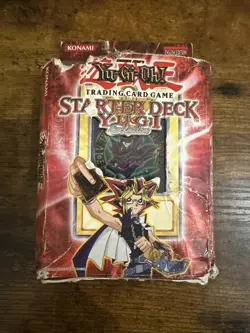 KONAMI
Yu-Gi-Oh!
TRADING CARD GAME
STARTER DECK
YUGI